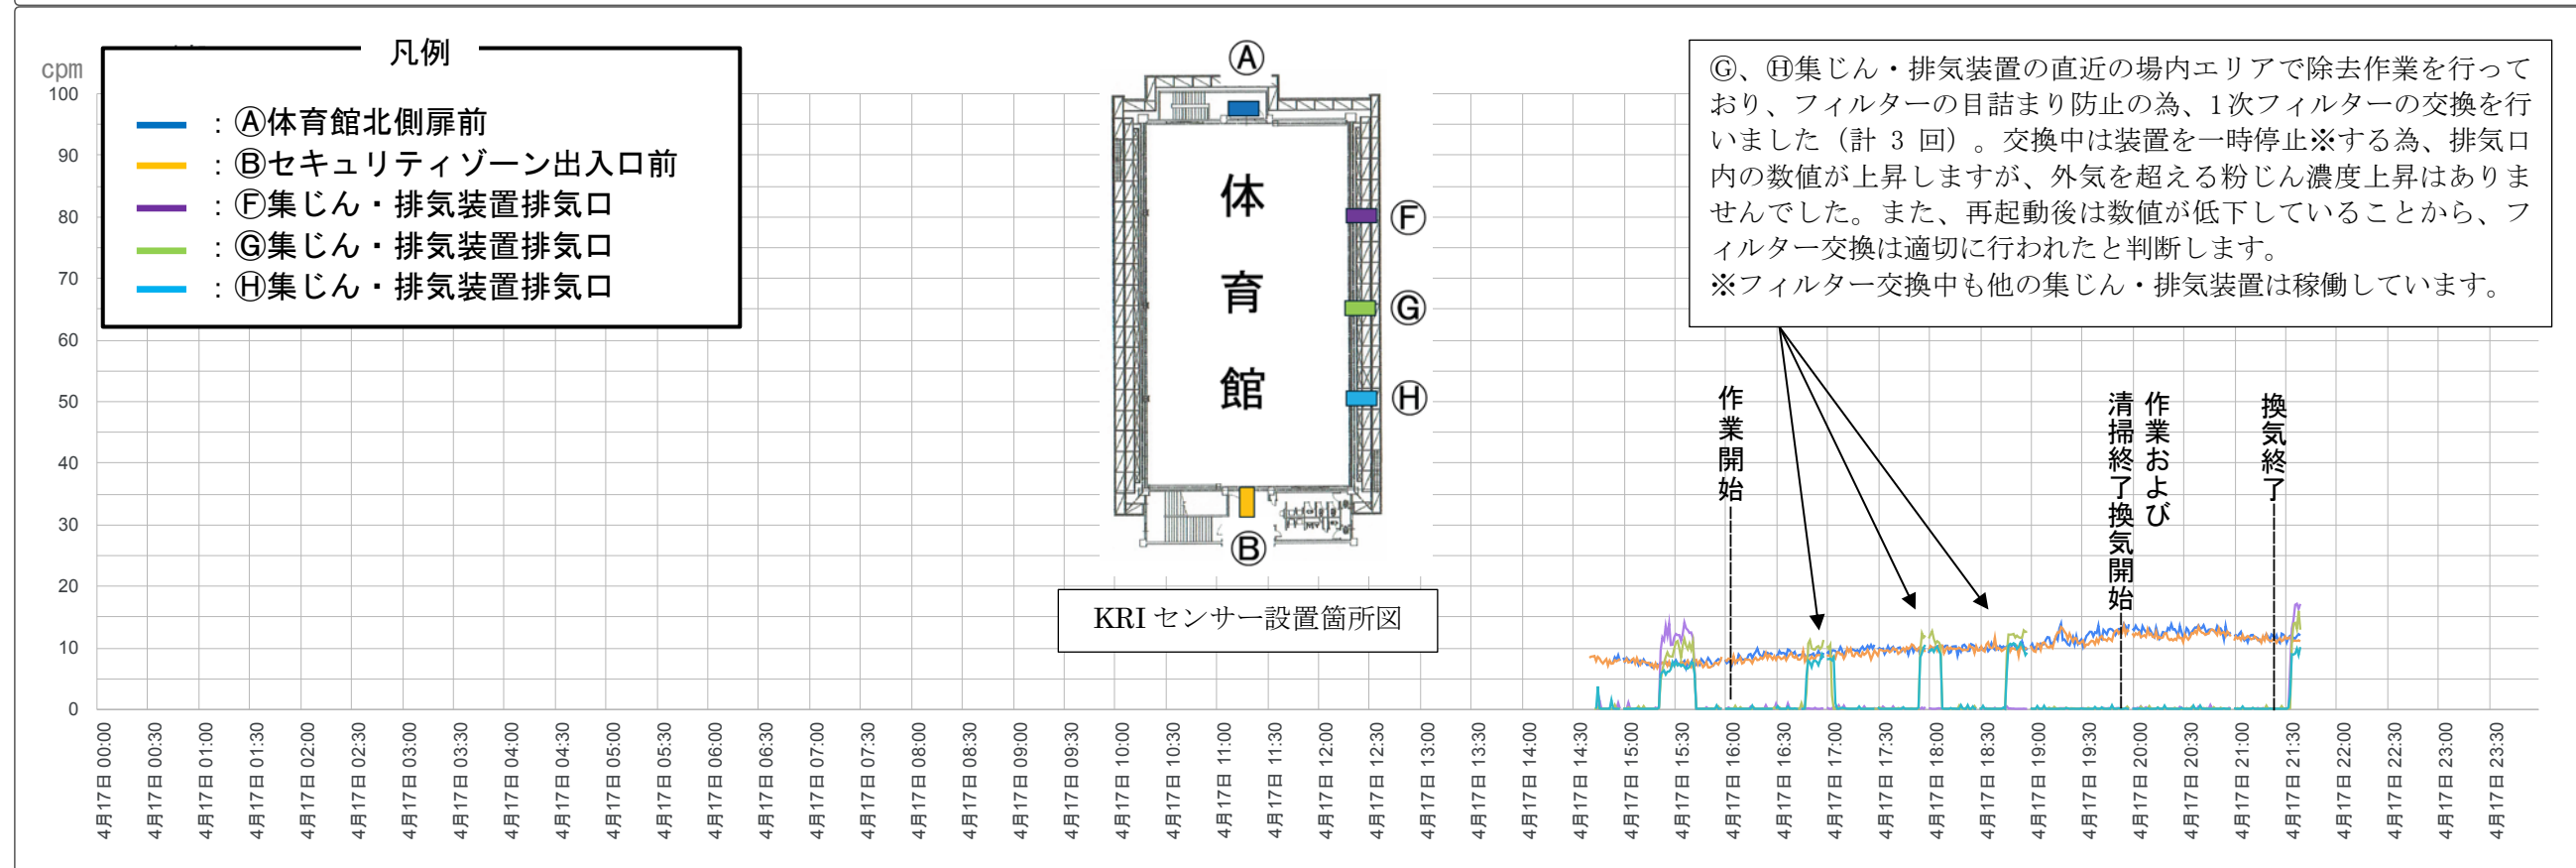 凡例
cpm
：Ⓐ体育館北側扉前
：Ⓑセキュリティゾーン出入口前
：Ⓕ集じん・排気装置排気口
：Ⓖ集じん・排気装置排気口
：Ⓗ集じん・排気装置排気口
100
90
80
70
60
50
40
30
20
10
0
Ⓐ
体
育
館
Ⓕ
Ⓖ
Ⓗ
Ⓑ
KRI センサー設置箇所図
Ⓖ、Ⓗ集じん・排気装置の直近の場内エリアで除去作業を行って
おり、フィルターの目詰まり防止の為、1次フィルターの交換を行
いました（計 3 回）。交換中は装置を一時停止※する為、排気口
内の数値が上昇しますが、外気を超える粉じん濃度上昇はありま
せんでした。また、再起動後は数値が低下していることから、フ
ィルター交換は適切に行われたと判断します。
※フィルター交換中も他の集じん・排気装置は稼働しています。
作業開始
作業および
清掃終了換気開始
換気終了
4月17日 00:00
4月17日 00:30
4月17日 01:00
4月17日 01:30
4月17日 02:00
4月17日 02:30
4月17日 03:00
4月17日 03:30
4月17日 04:00
4月17日 04:30
4月17日 05:00
4月17日 05:30
4月17日 06:00
4月17日 06:30
4月17日 07:00
4月17日 07:30
4月17日 08:00
4月17日 08:30
4月17日 09:00
4月17日 09:30
4月17日 10:00
4月17日 10:30
4月17日 11:00
4月17日 11:30
4月17日 12:00
4月17日 12:30
4月17日 13:00
4月17日 13:30
4月17日 14:00
4月17日 14:30
4月17日 15:00
4月17日 15:30
4月17日 16:00
4月17日 16:30
4月17日 17:00
4月17日 17:30
4月17日 18:00
4月17日 18:30
4月17日 19:00
4月17日 19:30
4月17日 20:00
4月17日 20:30
4月17日 21:00
4月17日 21:30
4月17日 22:00
4月17日 22:30
4月17日 23:00
4月17日 23:30